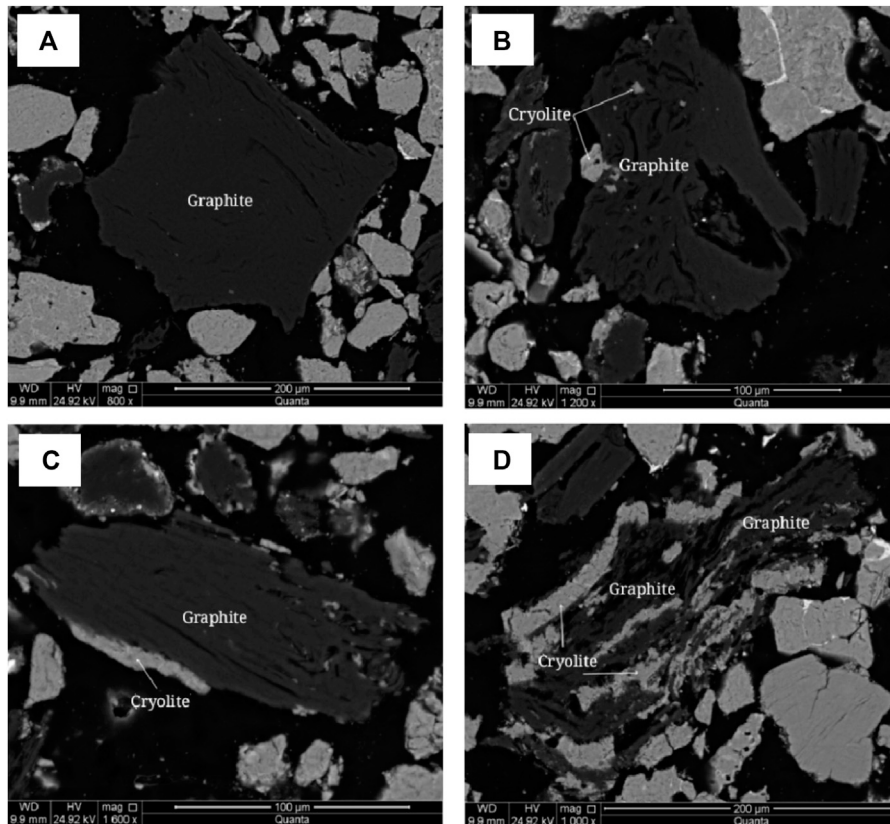 A
Graphite
WD
HV
mag
200 µm
9.9 mm
24.92 kV
800 x
Quanta
B
Cryolite
Graphite
WD
HV
mag
100 µm
9.9 mm
24.92 kV
1 200 x
Quanta
C
Graphite
Cryolite
WD
HV
mag
100 µm
9.9 mm
24.92 kV
1 600 x
Quanta
D
Graphite
Graphite
Cryolite
WD
HV
mag
200 µm
9.9 mm
24.92 kV
1 000 x
Quanta